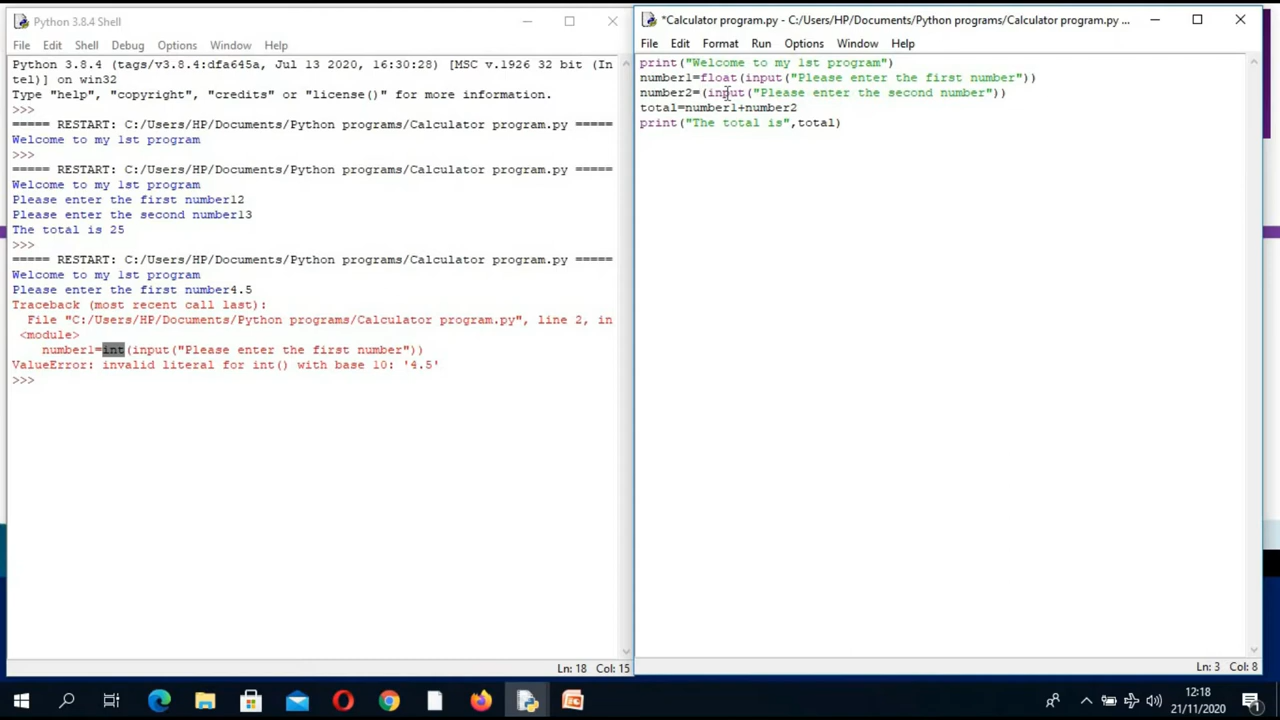 Python 3.8.4 Shell
File Edit Shell Debug Options Window Help
Python 3.8.4 (tags/v3.8.4:dfa645a, Jul 13 2020, 16:30:28) [MSC v.1926 32 bit (In
tel)] on win32
Type "help", "copyright", "credits" or "license()" for more information.
>>>
===== RESTART: C:/Users/HP/Documents/Python programs/Calculator program.py =====
Welcome to my 1st program
>>>
===== RESTART: C:/Users/HP/Documents/Python programs/Calculator program.py =====
Welcome to my 1st program
Please enter the first number12
Please enter the second number13
The total is 25
>>>
===== RESTART: C:/Users/HP/Documents/Python programs/Calculator program.py =====
Welcome to my 1st program
Please enter the first number4.5
Traceback (most recent call last):
  File "C:/Users/HP/Documents/Python programs/Calculator program.py", line 2, in
 <module>
    number1=int(input("Please enter the first number"))
ValueError: invalid literal for int() with base 10: '4.5'
>>>
Ln: 18 Col: 15
*Calculator program.py - C:/Users/HP/Documents/Python programs/Calculator program.py ...
File Edit Format Run Options Window Help
print("Welcome to my 1st program")
number1=float(input("Please enter the first number"))
number2=(input("Please enter the second number"))
total=number1+number2
print("The total is",total)
Ln: 3 Col: 8
12:18
21/11/2020
1